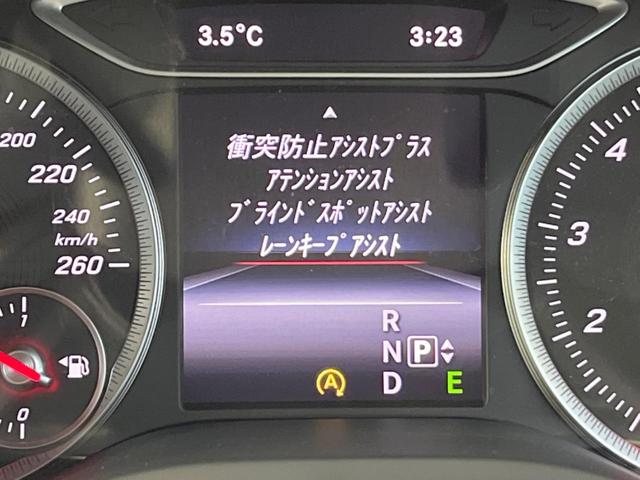 3.5°C 3:23
衝突防止ｱｼｽﾄﾌﾟﾗｽ
ｱﾃﾝｼｮﾝｱｼｽﾄ
ﾌﾞﾗｲﾝﾄﾞｽﾎﾟｯﾄｱｼｽﾄ
ﾚｰﾝｷｰﾌﾟｱｼｽﾄ
200
220
240
km/h
260
4
3
2
R
N P
A D E
1
0